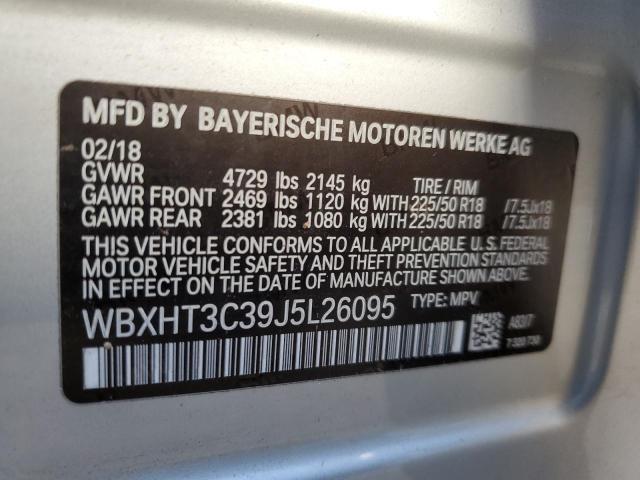 MFD BY BAYERISCHE MOTOREN WERKE AG
02/18
GVWR 4729 lbs 2145 kg TIRE / RIM
GAWR FRONT 2469 lbs 1120 kg WITH 225/50 R18 /7.5Jx18
GAWR REAR 2381 lbs 1080 kg WITH 225/50 R18 /7.5Jx18
THIS VEHICLE CONFORMS TO ALL APPLICABLE U.S. FEDERAL
MOTOR VEHICLE SAFETY AND THEFT PREVENTION STANDARDS
IN EFFECT ON THE DATE OF MANUFACTURE SHOWN ABOVE.
WBXHT3C39J5L26095 TYPE: MPV